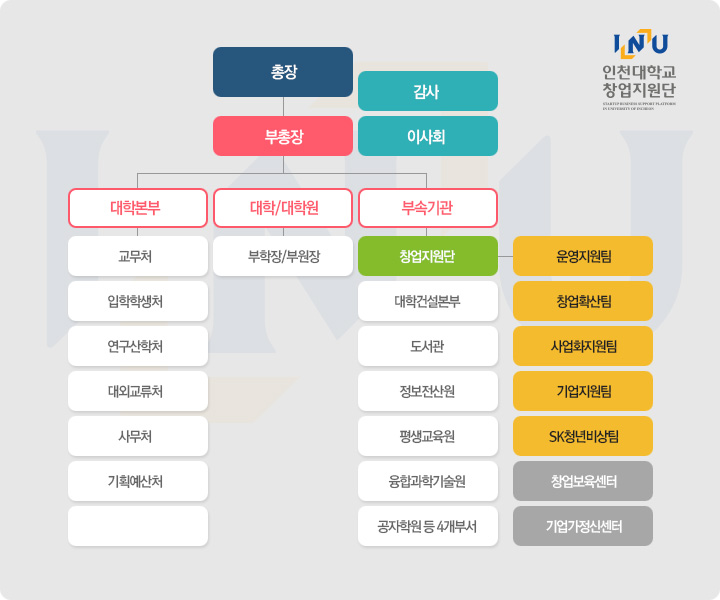 INU
인천대학교
창업지원단
STARTUP BUSINESS SUPPORT PLATFORM
IN UNIVERSITY OF INCHEON
총장
감사
부총장
이사회
대학본부
대학/대학원
부속기관
교무처
부학장/부원장
창업지원단
운영지원팀
입학학생처
대학건설본부
창업확산팀
연구산학처
도서관
사업화지원팀
대외교류처
정보전산원
기업지원팀
사무처
평생교육원
SK청년비상팀
기획예산처
융합과학기술원
창업보육센터
공자학원 등 4개부서
기업가정신센터